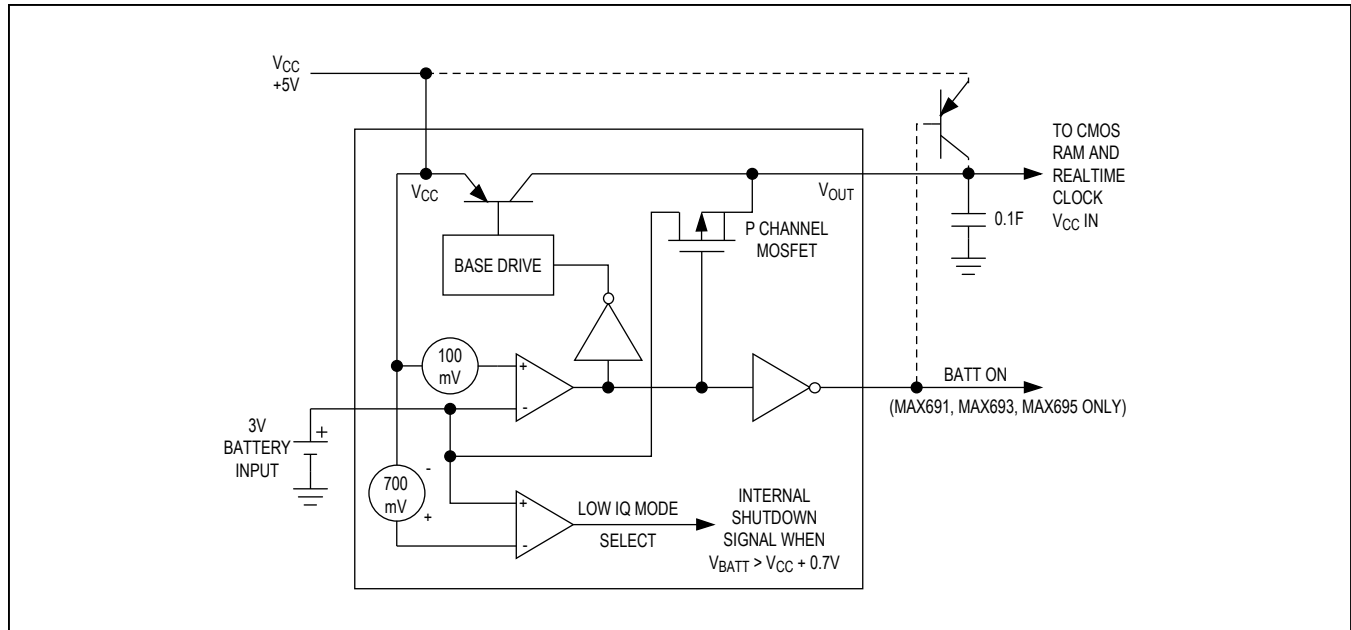 VCC
+5V
TO CMOS
RAM AND
REALTIME
CLOCK
VCC IN
VCC
VOUT
0.1F
P CHANNEL
MOSFET
BASE DRIVE
100
mV
+
-
BATT ON
(MAX691, MAX693, MAX695 ONLY)
3V
BATTERY
INPUT
+
700
mV
-
+
+
-
LOW IQ MODE
SELECT
INTERNAL
SHUTDOWN
SIGNAL WHEN
VBATT > VCC + 0.7V